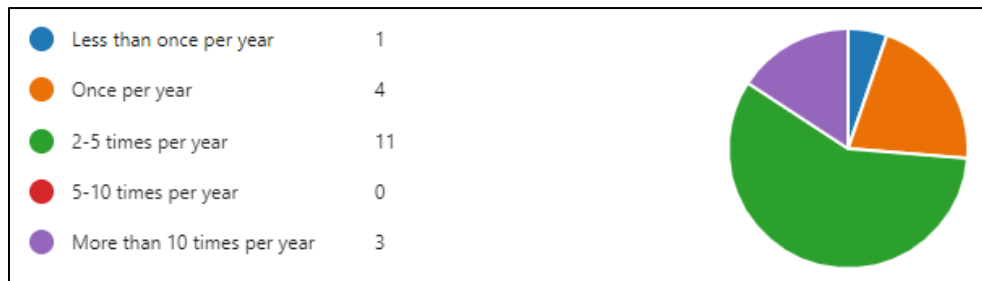 Less than once per year 1
Once per year 4
2-5 times per year 11
5-10 times per year 0
More than 10 times per year 3